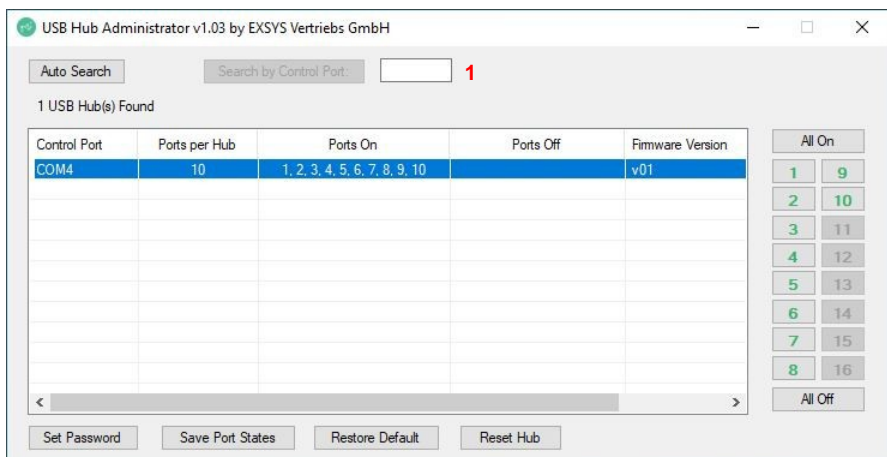 USB Hub Administrator v1.03 by EXSYS Vertriebs GmbH
Auto Search Search by Control Port: 1
1 USB Hub(s) Found
Control Port Ports per Hub Ports On Ports Off Firmware Version All On
COM4 10 1, 2, 3, 4, 5, 6, 7, 8, 9, 10 v01
1 9
2 10
3 11
4 12
5 13
6 14
7 15
8 16
All Off
Set Password Save Port States Restore Default Reset Hub